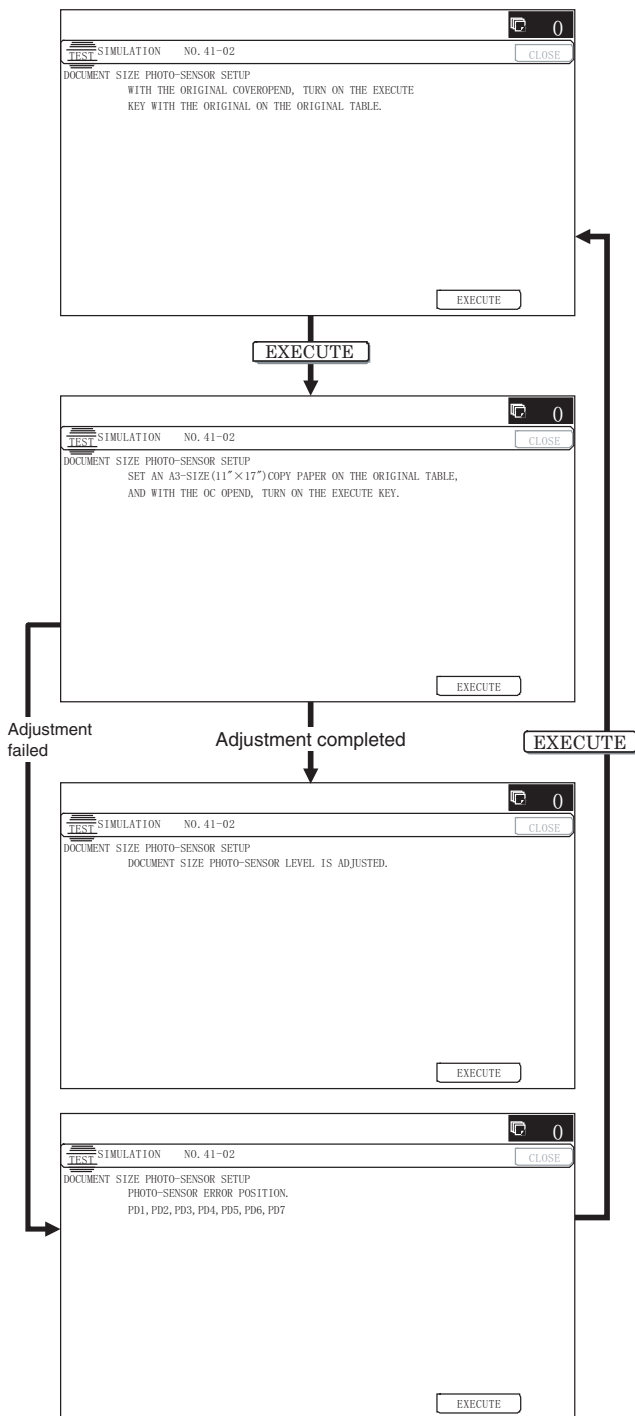 0
TEST SIMULATION NO. 41-02 CLOSE
DOCUMENT SIZE PHOTO-SENSOR SETUP
WITH THE ORIGINAL COVEROPEND, TURN ON THE EXECUTE
KEY WITH THE ORIGINAL ON THE ORIGINAL TABLE.
EXECUTE
EXECUTE
0
TEST SIMULATION NO. 41-02 CLOSE
DOCUMENT SIZE PHOTO-SENSOR SETUP
SET AN A3-SIZE(11"×17")COPY PAPER ON THE ORIGINAL TABLE,
AND WITH THE OC OPEND, TURN ON THE EXECUTE KEY.
EXECUTE
Adjustment
failed
Adjustment completed
EXECUTE
0
TEST SIMULATION NO. 41-02 CLOSE
DOCUMENT SIZE PHOTO-SENSOR SETUP
DOCUMENT SIZE PHOTO-SENSOR LEVEL IS ADJUSTED.
EXECUTE
0
TEST SIMULATION NO. 41-02 CLOSE
DOCUMENT SIZE PHOTO-SENSOR SETUP
PHOTO-SENSOR ERROR POSITION.
PD1, PD2, PD3, PD4, PD5, PD6, PD7
EXECUTE